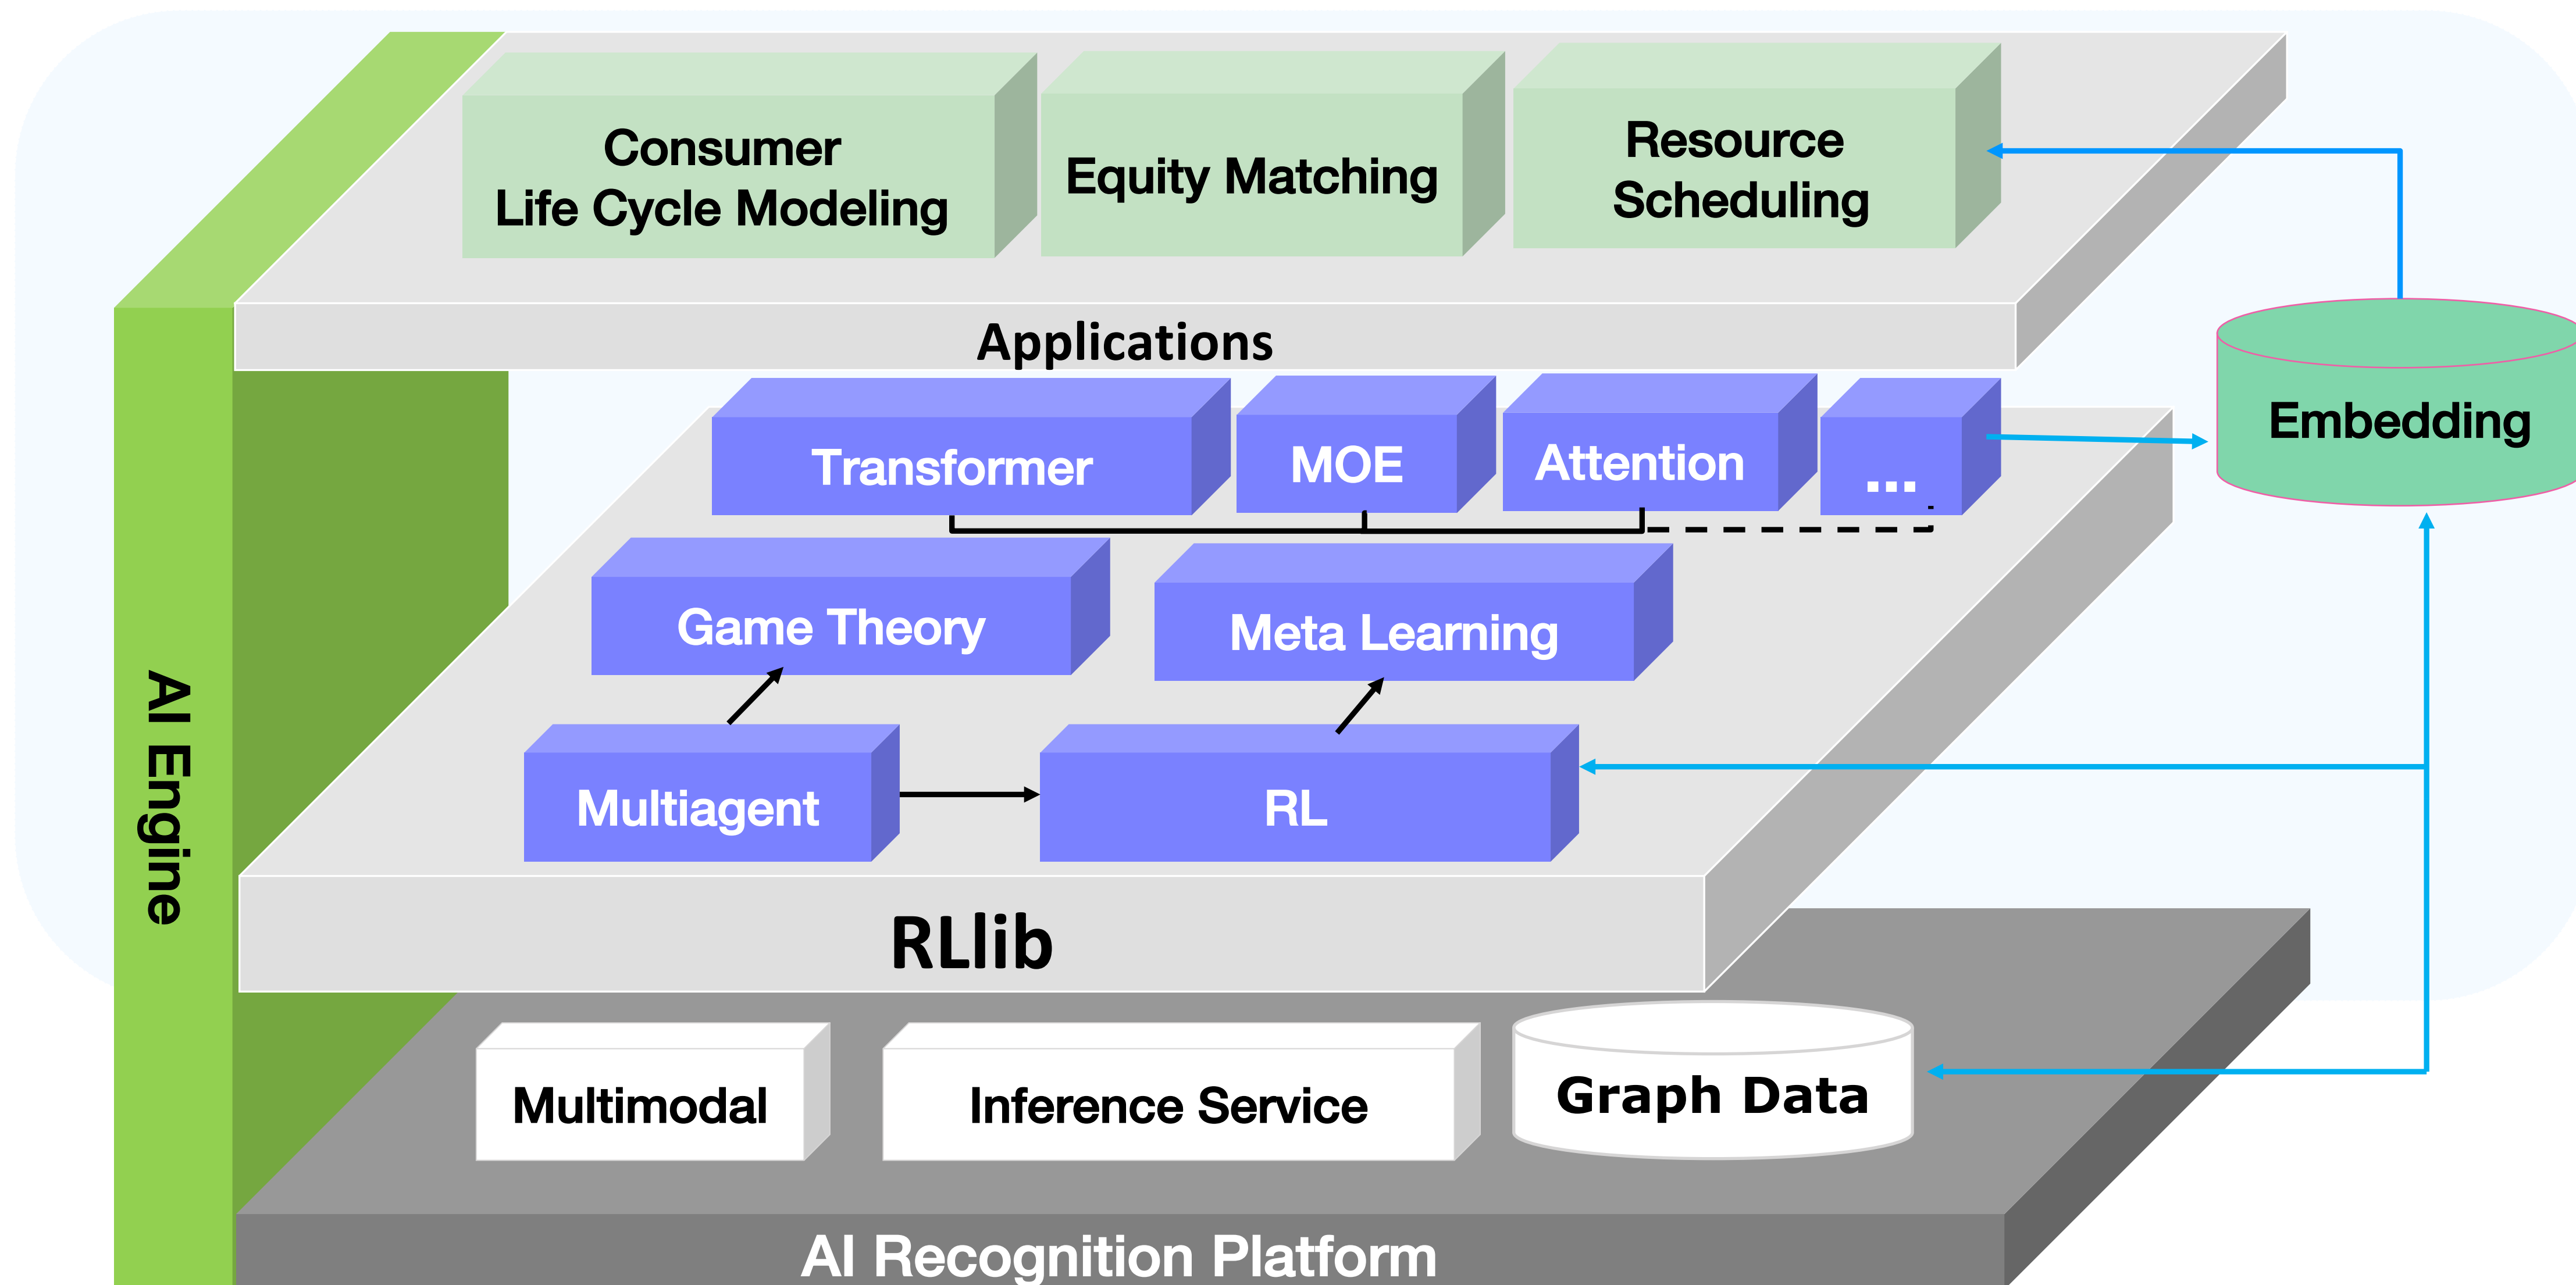 Consumer
Life Cycle Modeling
Equity Matching
Resource
Scheduling
Applications
Transformer
MOE
Attention
...
Embedding
Game Theory
Meta Learning
Multiagent
RL
RLlib
AI Engine
Multimodal
Inference Service
Graph Data
AI Recognition Platform